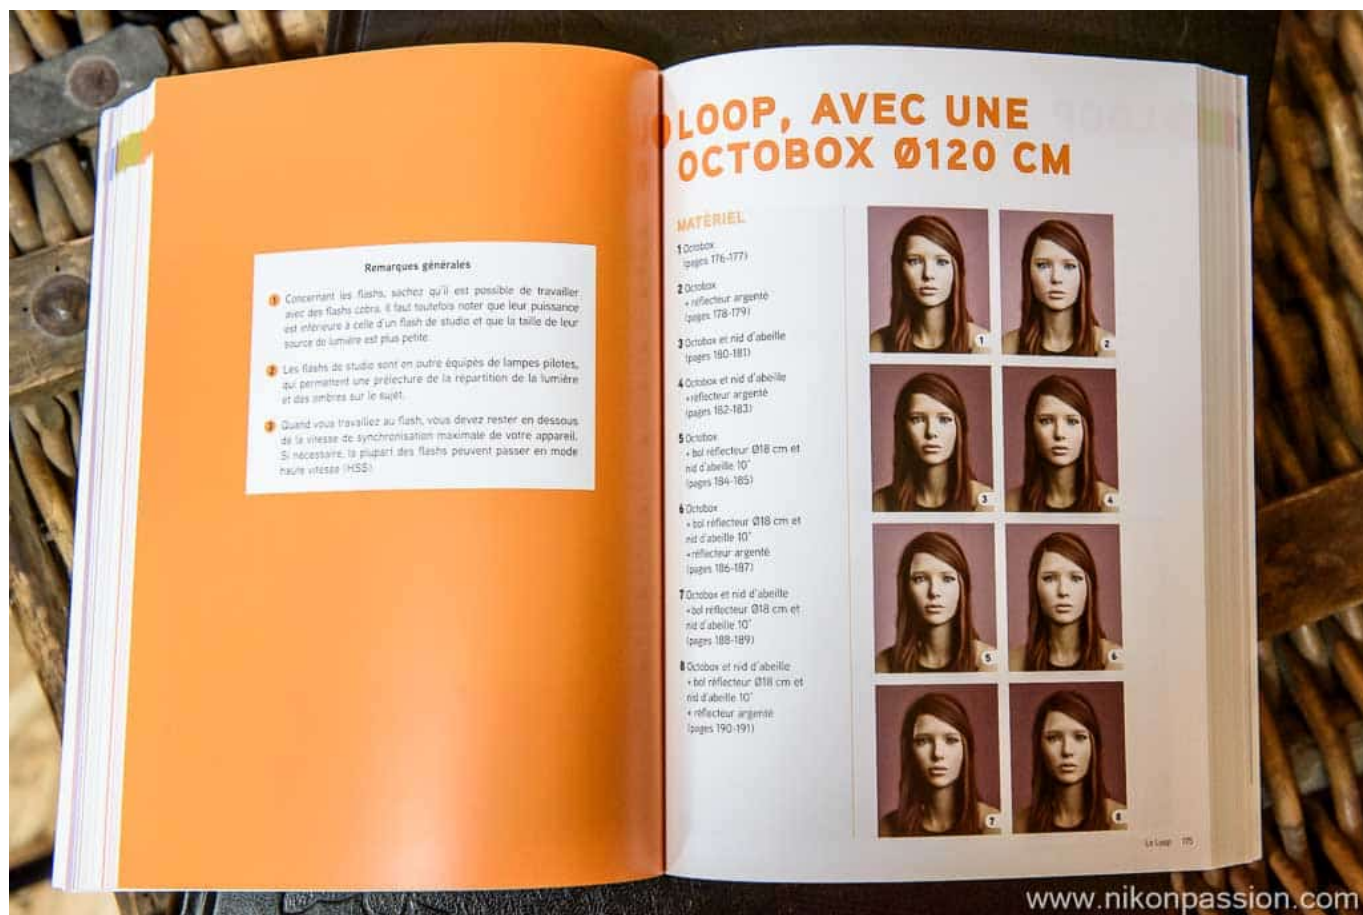 Remarques générales
1 Concernant les flashs, sachez qu'il est possible de travailler
avec des flashs cobra. Il faut toutefois noter que leur puissance
est inférieure à celle d'un flash de studio et que la taille de leur
source de lumière est plus petite.
2 Les flashs de studio sont en outre équipés de lampes pilotes,
qui permettent une prélecture de la répartition de la lumière
et des ombres sur le sujet.
3 Quand vous travaillez au flash, vous devez rester en dessous
de la vitesse de synchronisation maximale de votre appareil.
Si nécessaire, la plupart des flashs peuvent passer en mode
haute vitesse (HSS).
LOOP, AVEC UNE
OCTOBOX Ø120 CM
MATÉRIEL
1 Octobox
(pages 176-177)
2 Octobox
+ réflecteur argenté
(pages 178-179)
3 Octobox et nid d'abeille
(pages 180-181)
4 Octobox et nid d'abeille
+ réflecteur argenté
(pages 182-183)
5 Octobox
+ bol réflecteur Ø18 cm et
nid d'abeille 10°
(pages 184-185)
6 Octobox
+ bol réflecteur Ø18 cm et
nid d'abeille 10°
+ réflecteur argenté
(pages 186-187)
7 Octobox et nid d'abeille
+ bol réflecteur Ø18 cm et
nid d'abeille 10°
(pages 188-189)
8 Octobox et nid d'abeille
+ bol réflecteur Ø18 cm et
nid d'abeille 10°
+ réflecteur argenté
(pages 190-191)
1
2
3
4
5
6
7
8
Le Loop 175
www.nikonpassion.com